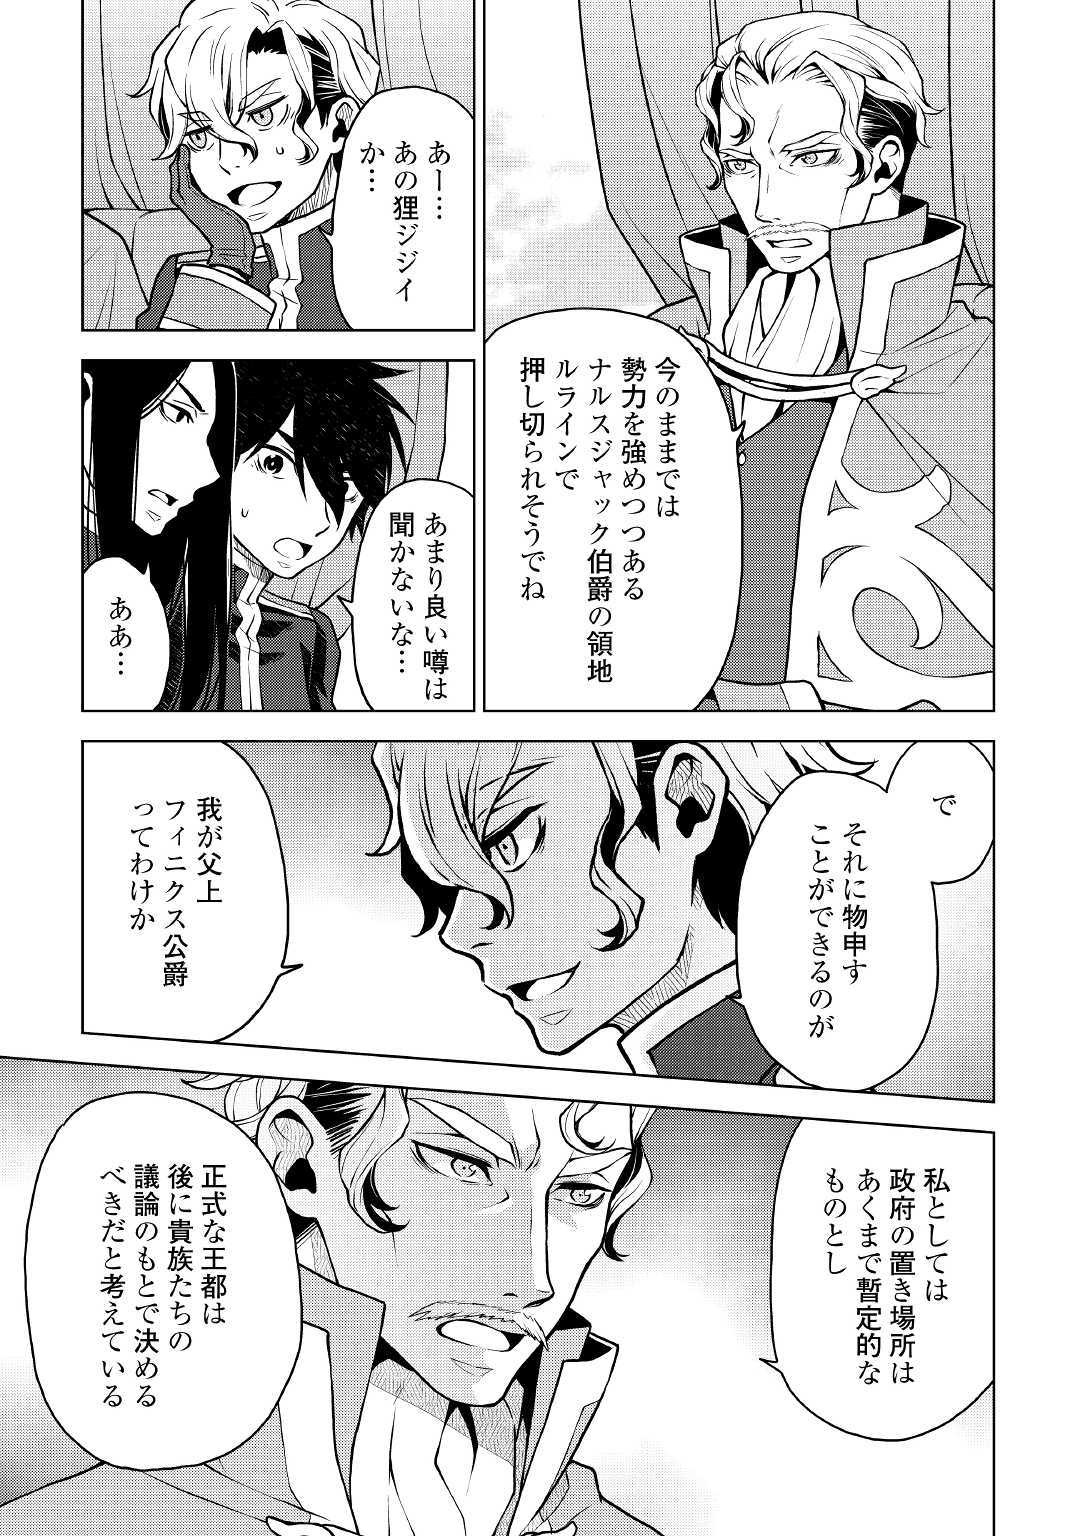 今のままでは
勢力を強めつつある
ナルスジャック伯爵の領地
ルラインで
押し切られそうでね
あー…
あの狸ジジイ
か…
あまり良い噂は
聞かないな…
ああ…
で
それに物申す
ことができるのが
我が父上
フィニクス公爵
ってわけか
私としては
政府の置き場所は
あくまで暫定的な
ものとし
正式な王都は
後に貴族たちの
議論のもとで決める
べきだと考えている